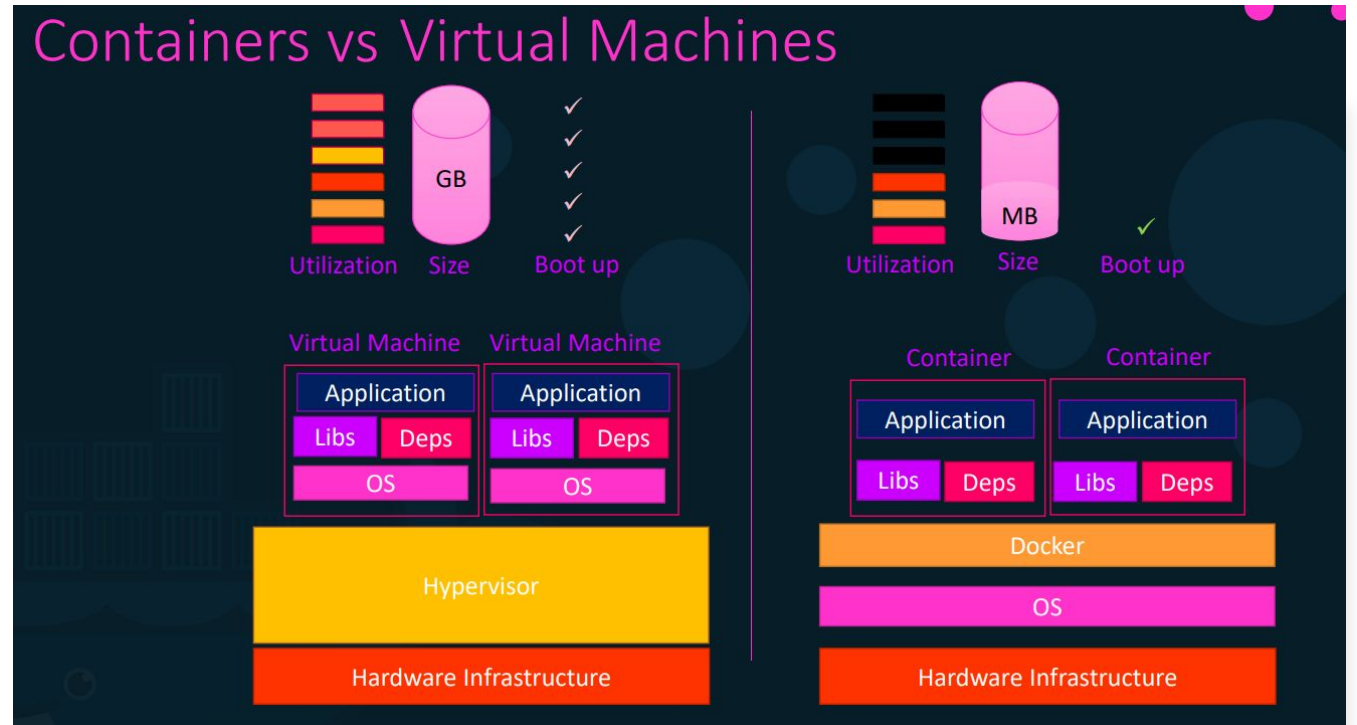 Containers vs Virtual Machines
GB
Utilization Size Boot up
Virtual Machine Virtual Machine
Application Application
Libs Deps Libs Deps
OS OS
Hypervisor
Hardware Infrastructure
MB
Utilization Size Boot up
Container Container
Application Application
Libs Deps Libs Deps
Docker
OS
Hardware Infrastructure